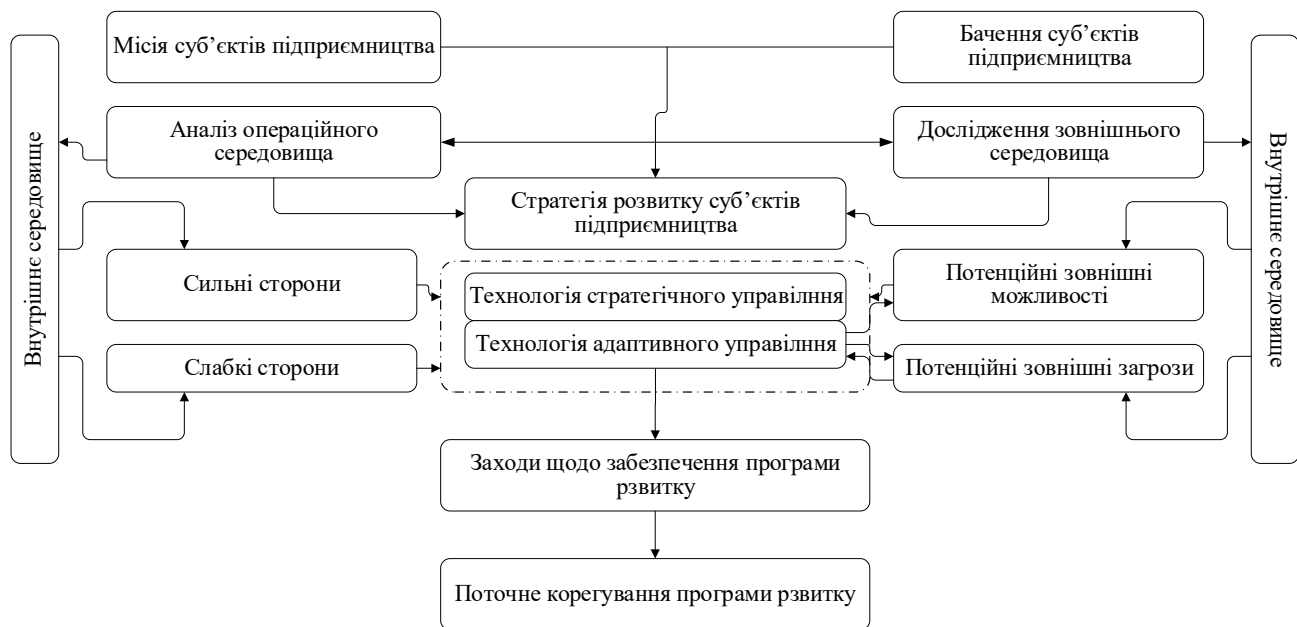 Місія суб’єктів підприємництва
Бачення суб’єктів
підприємництва
Внутрішнє середовище
Аналіз операційного
середовища
Дослідження зовнішнього
середовища
Внутрішнє середовище
Стратегія розвитку суб’єктів
підприємництва
Сильні сторони
Технологія стратегічного управілння
Потенційні зовнішні
можливості
Технологія адаптивного управілння
Слабкі сторони
Потенційні зовнішні загрози
Заходи щодо забезпечення програми
рзвитку
Поточне корегування програми рзвитку